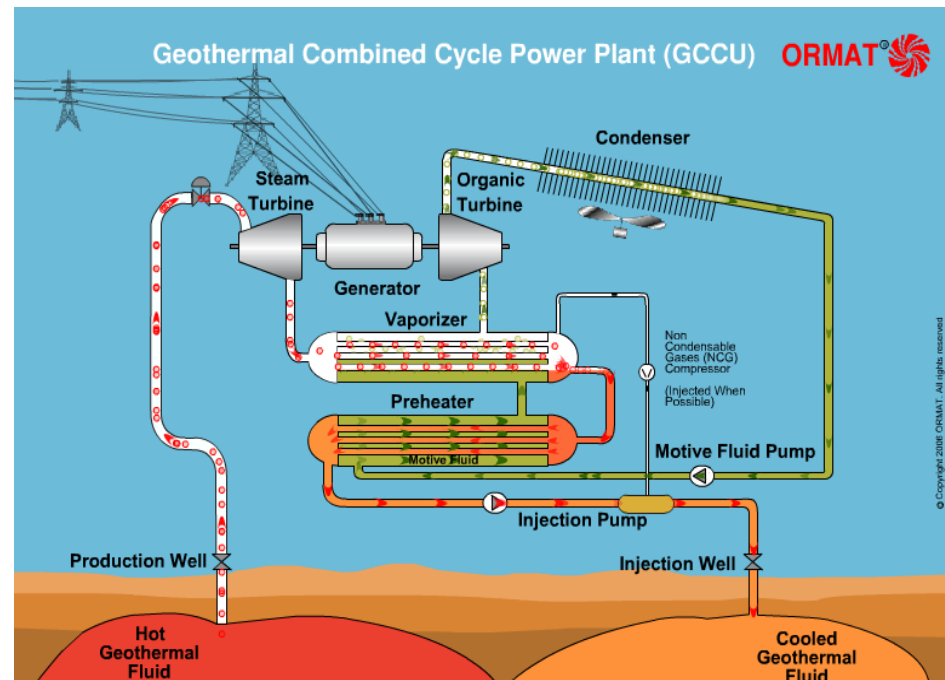 Geothermal Combined Cycle Power Plant (GCCU)
ORMAT®
Condenser
Steam
Turbine
Organic
Turbine
Generator
Vaporizer
Non
Condensable
Gases (NCG)
Compressor
(Injected When
Possible)
Preheater
Motive Fluid
Motive Fluid Pump
Injection Pump
Production Well
Injection Well
Hot
Geothermal
Fluid
Cooled
Geothermal
Fluid
© Copyright 2006 ORMAT. All rights reserved